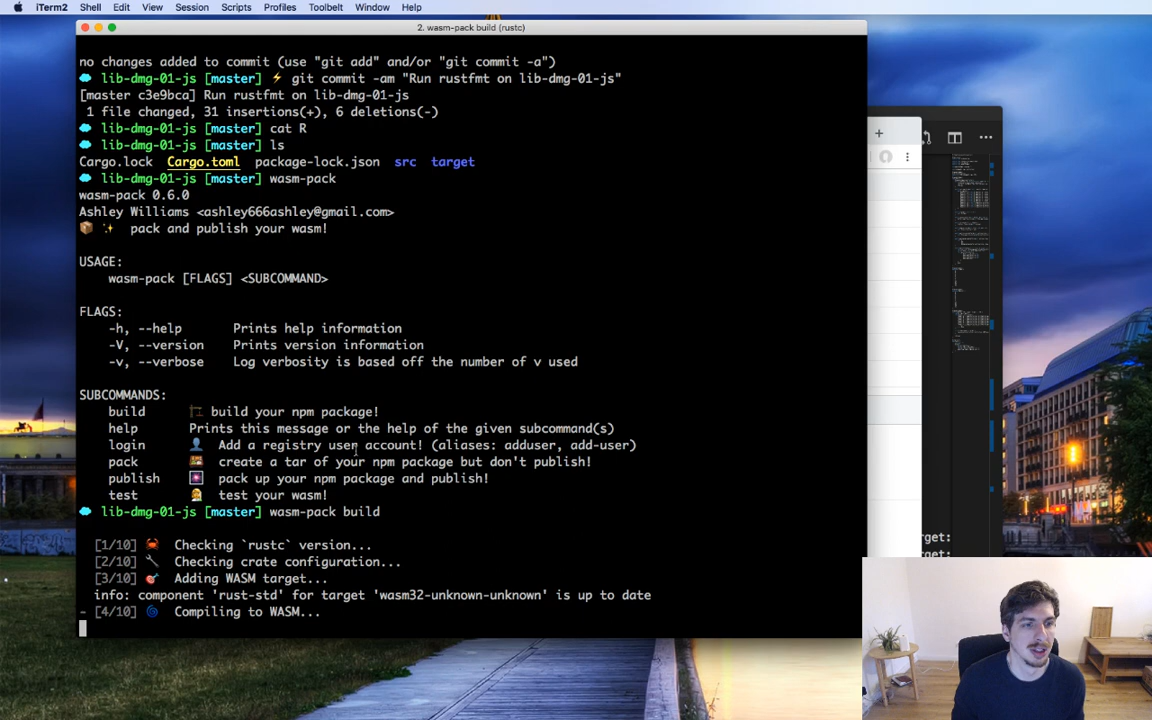 iTerm2 Shell Edit View Session Scripts Profiles Toolbelt Window Help
2. wasm-pack build (rustc)
no changes added to commit (use "git add" and/or "git commit -a")
lib-dmg-01-js [master] ⚡ git commit -am "Run rustfmt on lib-dmg-01-js"
[master c3e9bca] Run rustfmt on lib-dmg-01-js
1 file changed, 31 insertions(+), 6 deletions(-)
lib-dmg-01-js [master] cat R
lib-dmg-01-js [master] ls
Cargo.lock Cargo.toml package-lock.json src target
lib-dmg-01-js [master] wasm-pack
wasm-pack 0.6.0
Ashley Williams <ashley666ashley@gmail.com>
📦 ✨ pack and publish your wasm!
USAGE:
wasm-pack [FLAGS] <SUBCOMMAND>
FLAGS:
-h, --help Prints help information
-V, --version Prints version information
-v, --verbose Log verbosity is based off the number of v used
SUBCOMMANDS:
build 🏗 build your npm package!
help Prints this message or the help of the given subcommand(s)
login 👤 Add a registry user account! (aliases: adduser, add-user)
pack 🍱 create a tar of your npm package but don't publish!
publish 🎆 pack up your npm package and publish!
test 👩‍🔬 test your wasm!
lib-dmg-01-js [master] wasm-pack build
[1/10] 🦀 Checking `rustc` version...
[2/10] 🔧 Checking crate configuration...
[3/10] 🎯 Adding WASM target...
info: component 'rust-std' for target 'wasm32-unknown-unknown' is up to date
- [4/10] 🌀 Compiling to WASM...
rget: